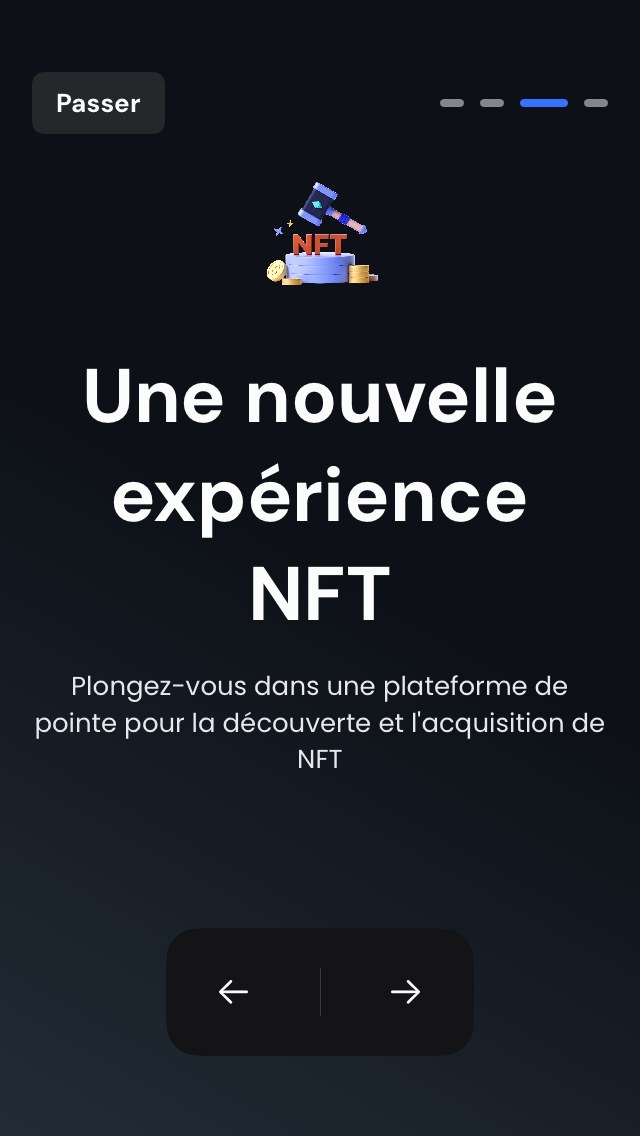 Passer
NFT
Une nouvelle
expérience
NFT
Plongez-vous dans une plateforme de
pointe pour la découverte et l'acquisition de
NFT